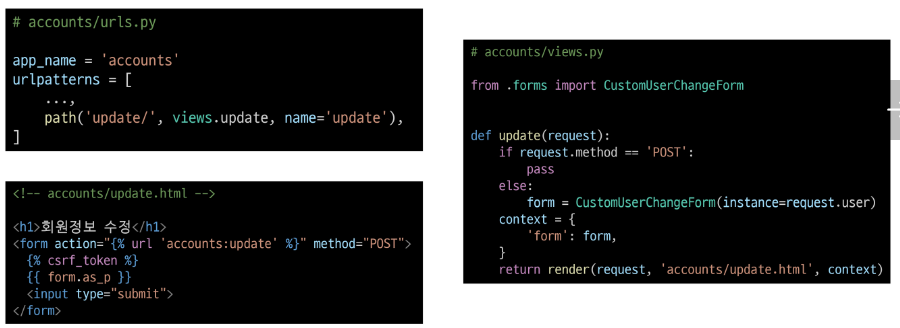 # accounts/urls.py
app_name = 'accounts'
urlpatterns = [
    ...,
    path('update/', views.update, name='update'),
]
<!-- accounts/update.html -->
<h1>회원정보 수정</h1>
<form action="{% url 'accounts:update' %}" method="POST">
  {% csrf_token %}
  {{ form.as_p }}
  <input type="submit">
</form>
# accounts/views.py
from .forms import CustomUserChangeForm
def update(request):
    if request.method == 'POST':
        pass
    else:
        form = CustomUserChangeForm(instance=request.user)
    context = {
        'form': form,
    }
    return render(request, 'accounts/update.html', context)